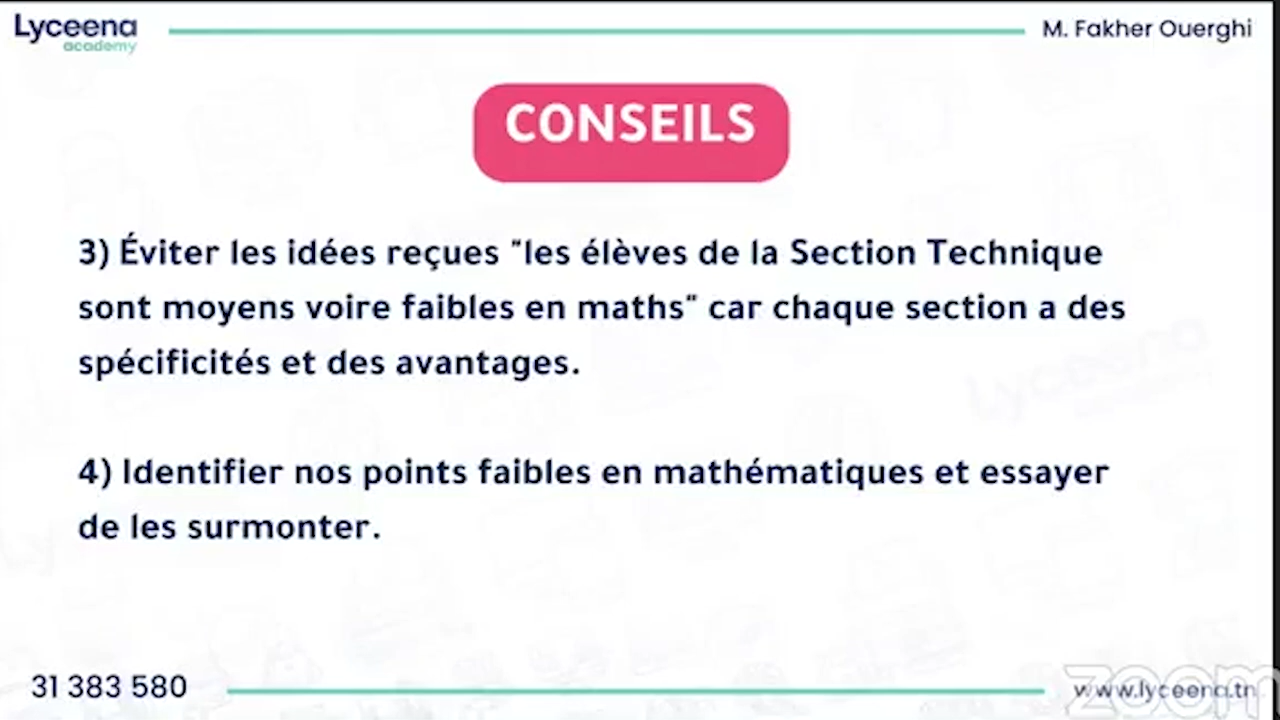 Lyceena
academy
M. Fakher Ouerghi
CONSEILS
3) Éviter les idées reçues "les élèves de la Section Technique
sont moyens voire faibles en maths" car chaque section a des
spécificités et des avantages.
Lyceena
4) Identifier nos points faibles en mathématiques et essayer
de les surmonter.
31 383 580
www.lyceena.tn
zoom